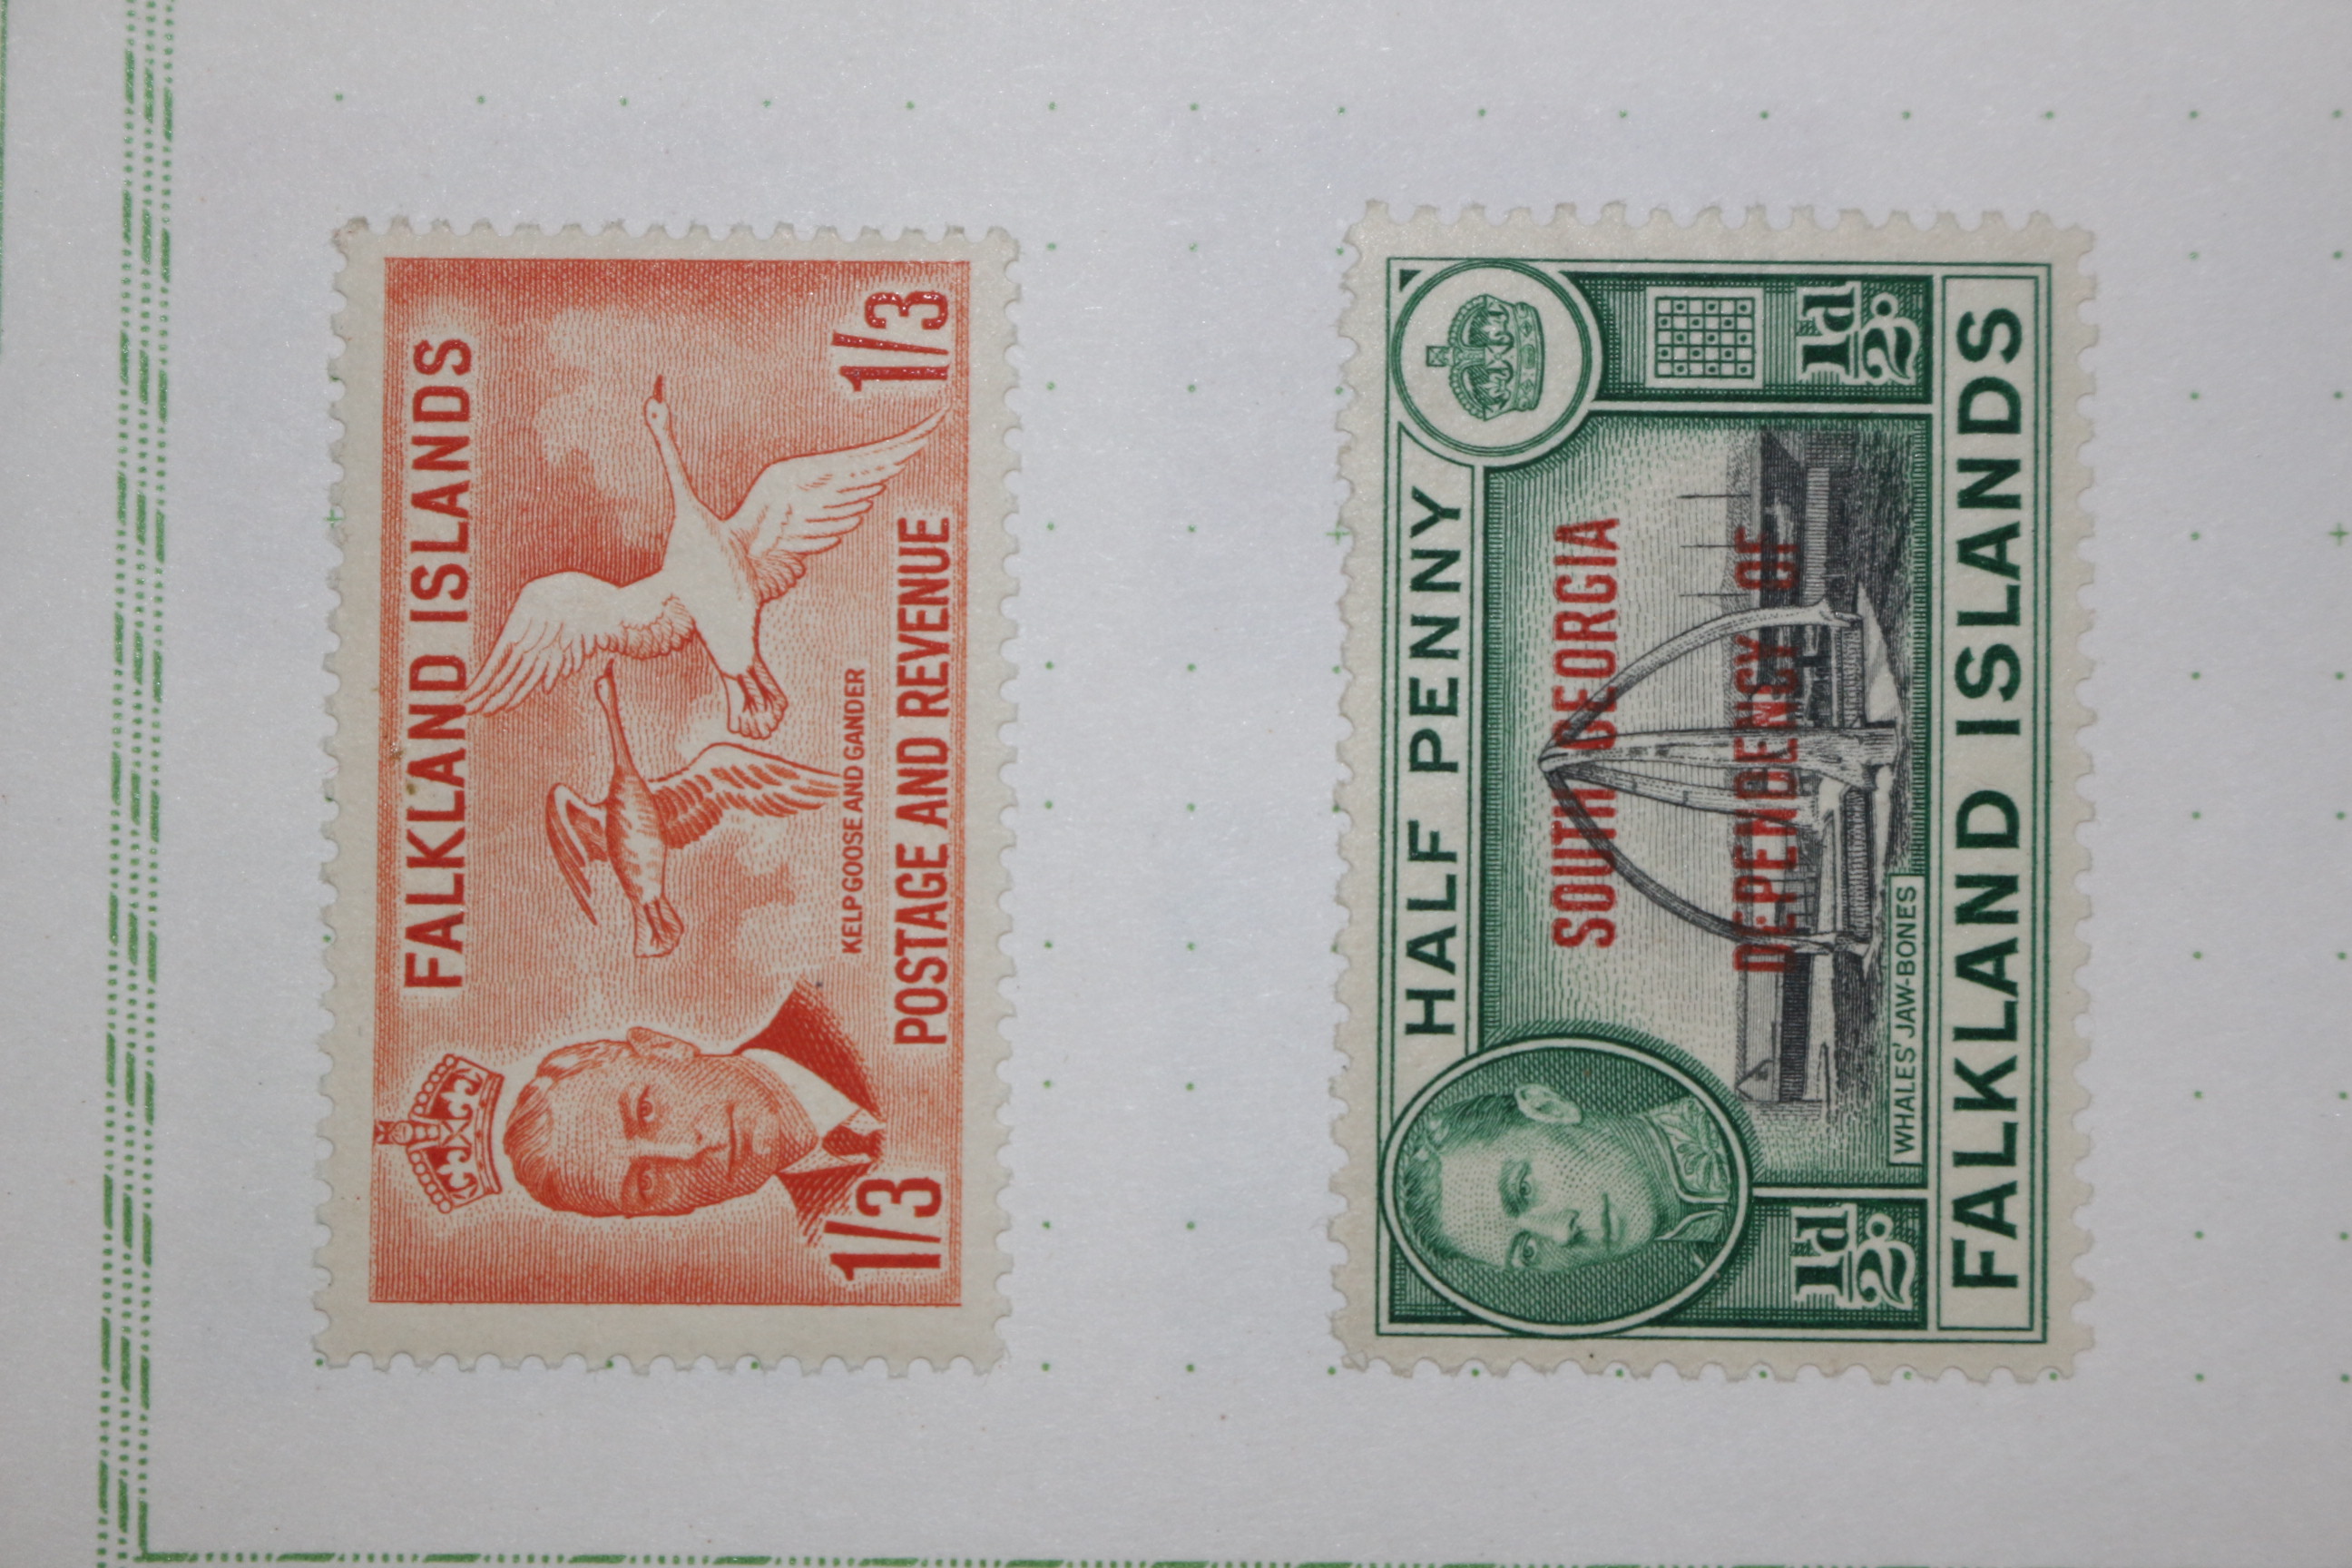 FALKLAND ISLANDS
1/3
1/3
KELP GOOSE AND GANDER
POSTAGE AND REVENUE
HALF PENNY
SOUTH GEORGIA
DEPENDENCY OF
½d.
½d.
WHALES' JAW-BONES
FALKLAND ISLANDS